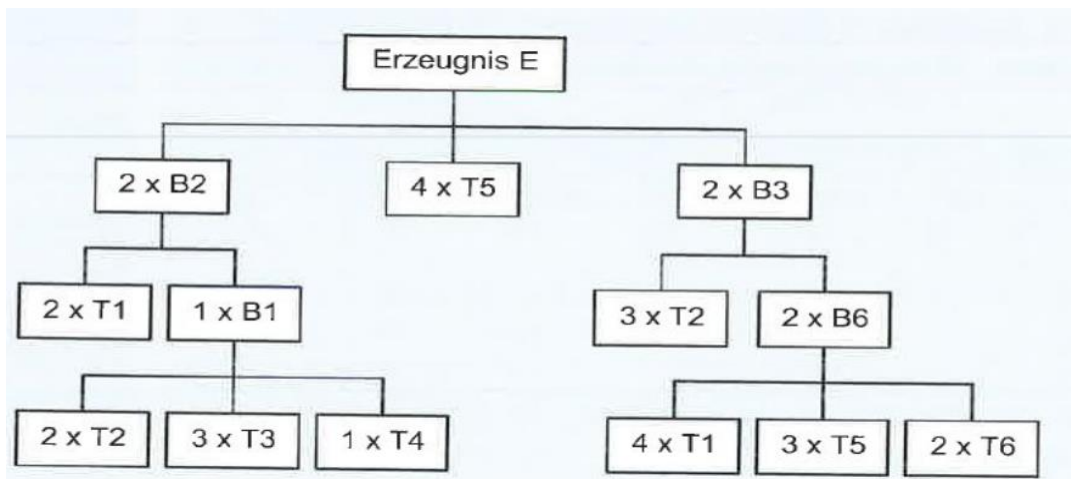 Erzeugnis E
2 x B2
4 x T5
2 x B3
2 x T1
1 x B1
3 x T2
2 x B6
2 x T2
3 x T3
1 x T4
4 x T1
3 x T5
2 x T6